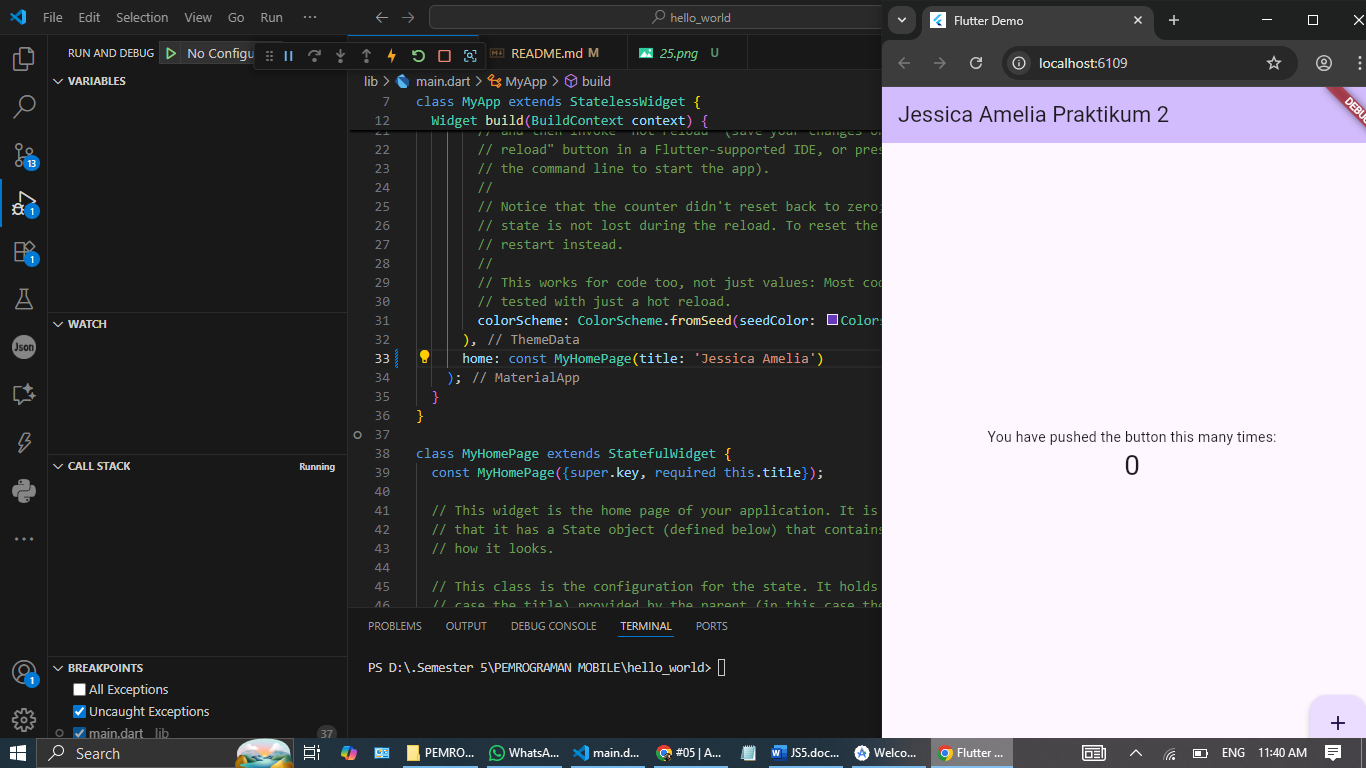 File Edit Selection View Go Run ···
hello_world
RUN AND DEBUG No Configu
README.md M
25.png U
VARIABLES
WATCH
CALL STACK
Running
BREAKPOINTS
All Exceptions
Uncaught Exceptions
main.dart lib 37
13
1
1
Json
1
lib > main.dart > MyApp > build
7 class MyApp extends StatelessWidget {
12 Widget build(BuildContext context) {
21 // and then invoke "hot reload" (save your changes or
22 // reload" button in a Flutter-supported IDE, or pres
23 // the command line to start the app).
24 //
25 // Notice that the counter didn't reset back to zero;
26 // state is not lost during the reload. To reset the
27 // restart instead.
28 //
29 // This works for code too, not just values: Most cod
30 // tested with just a hot reload.
31 colorScheme: ColorScheme.fromSeed(seedColor: Colors
32 ), // ThemeData
33 home: const MyHomePage(title: 'Jessica Amelia')
34 ); // MaterialApp
35 }
36 }
37
38 class MyHomePage extends StatefulWidget {
39 const MyHomePage({super.key, required this.title});
40
41 // This widget is the home page of your application. It is
42 // that it has a State object (defined below) that contains
43 // how it looks.
44
45 // This class is the configuration for the state. It holds
46 // case the title) provided by the parent (in this case the
PROBLEMS OUTPUT DEBUG CONSOLE TERMINAL PORTS
PS D:\.Semester 5\PEMROGRAMAN MOBILE\hello_world>
Flutter Demo
localhost:6109
Jessica Amelia Praktikum 2
DEBU
You have pushed the button this many times:
0
+
Search
PEMRO...
WhatsA...
main.d...
#05 | A...
JS5.doc...
Welco...
Flutter ...
ENG
11:40 AM